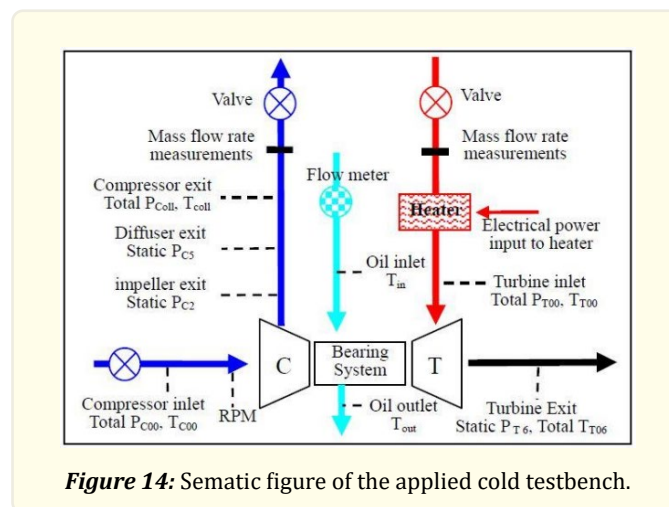 Valve
Mass flow rate
measurements
Compressor exit
Total P_Coll, T_coll
Diffuser exit
Static P_C5
impeller exit
Static P_C2
Flow meter
Oil inlet
T_in
Valve
Mass flow rate
measurements
Heater
Electrical power
input to heater
Turbine inlet
Total P_T00, T_T00
C
Bearing
System
T
Compressor inlet
Total P_C00, T_C00
RPM
Oil outlet
T_out
Turbine Exit
Static P_T6, Total T_T06
Figure 14: Sematic figure of the applied cold testbench.